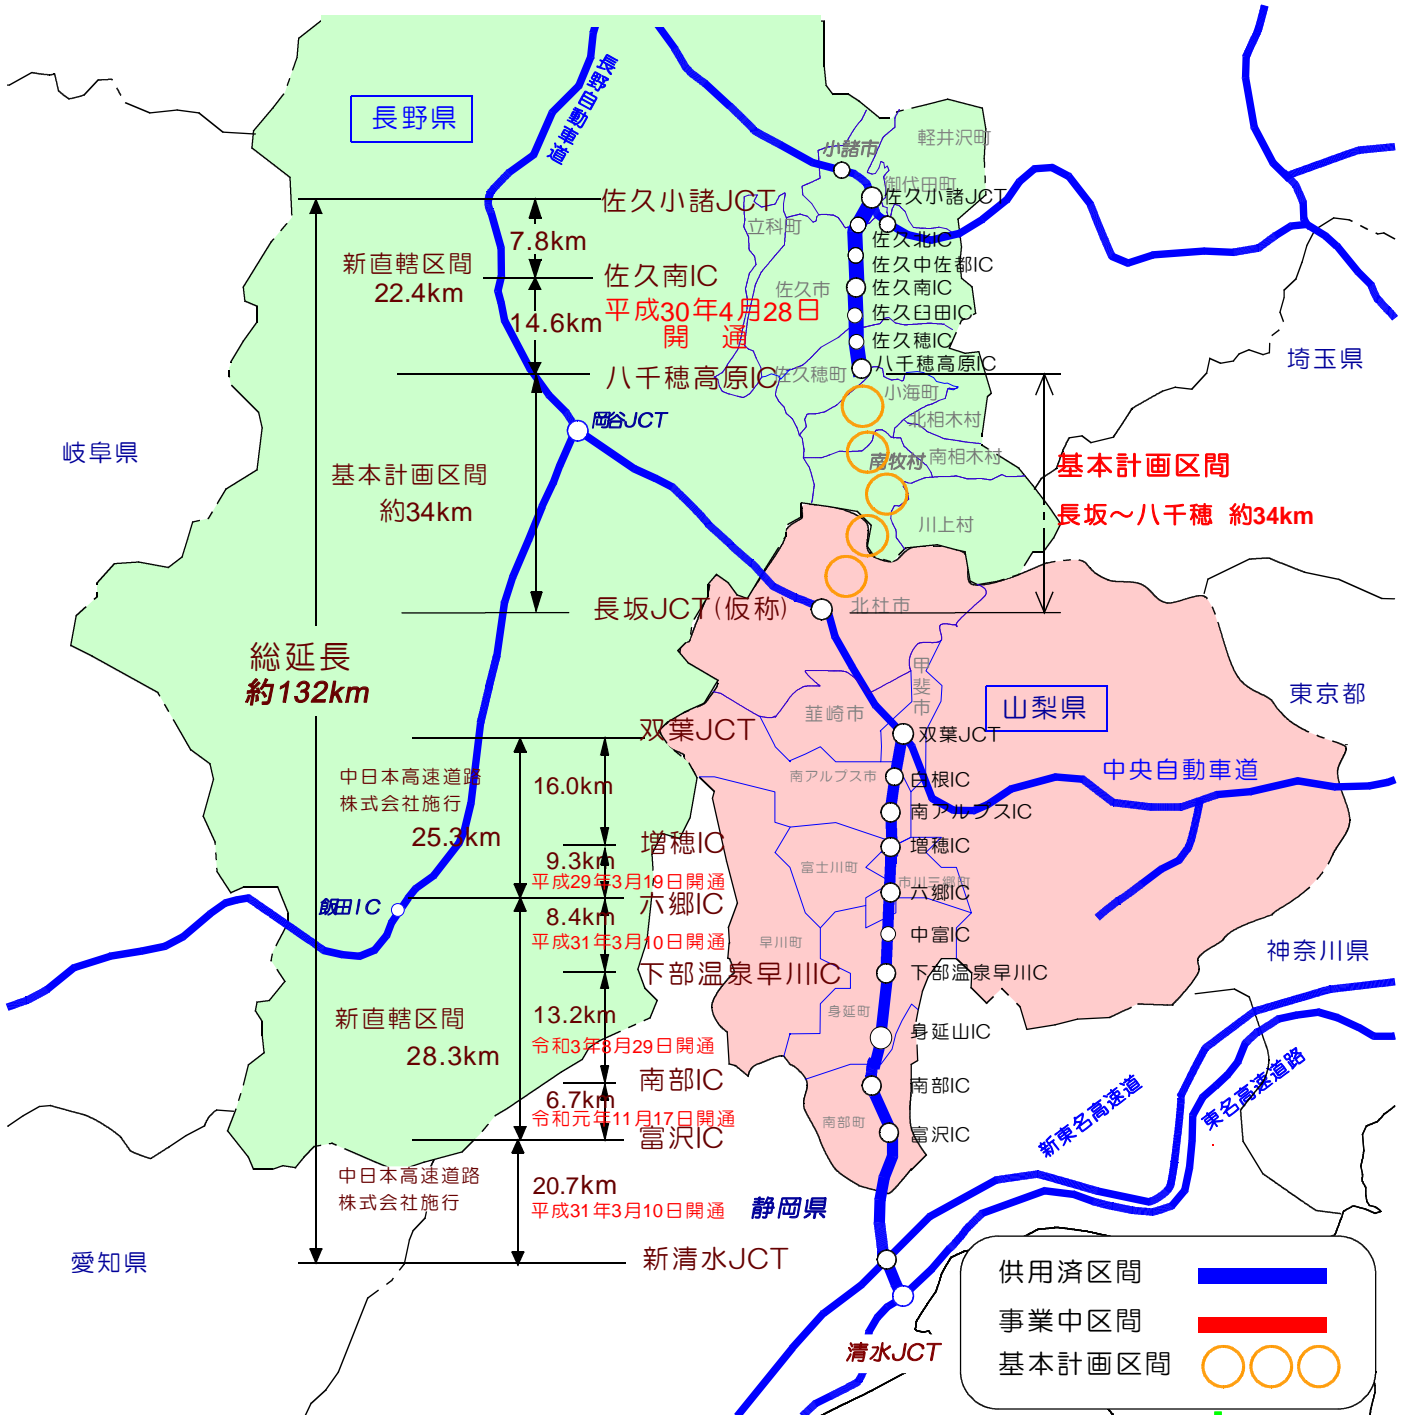 長野県
長野自動車道
軽井沢町
小諸市
御代田町
佐久小諸JCT
佐久小諸JCT
立科町
7.8km
佐久北IC
新直轄区間
22.4km
佐久南IC
佐久中佐都IC
佐久市
佐久南IC
平成30年4月28日
開 通
14.6km
佐久臼田IC
佐久穂IC
八千穂高原IC
八千穂高原IC
佐久穂町
埼玉県
小海町
北相木村
岡谷JCT
岐阜県
南牧村
南相木村
基本計画区間
約34km
基本計画区間
長坂～八千穂 約34km
川上村
長坂JCT(仮称)
北杜市
総延長
約132km
甲斐市
韮崎市
山梨県
東京都
双葉JCT
双葉JCT
中日本高速道路
株式会社施行
25.3km
16.0km
南アルプス市
白根IC
中央自動車道
南アルプスIC
増穂IC
増穂IC
9.3km
平成29年3月19日開通
富士川町
市川三郷町
六郷IC
六郷IC
飯田IC
8.4km
平成31年3月10日開通
早川町
中富IC
神奈川県
下部温泉早川IC
下部温泉早川IC
新直轄区間
28.3km
13.2km
令和3年8月29日開通
身延町
身延山IC
南部IC
南部IC
6.7km
令和元年11月17日開通
南部町
富沢IC
富沢IC
新東名高速道路
東名高速道路
中日本高速道路
株式会社施行
20.7km
平成31年3月10日開通
静岡県
愛知県
新清水JCT
清水JCT
供用済区間
事業中区間
基本計画区間